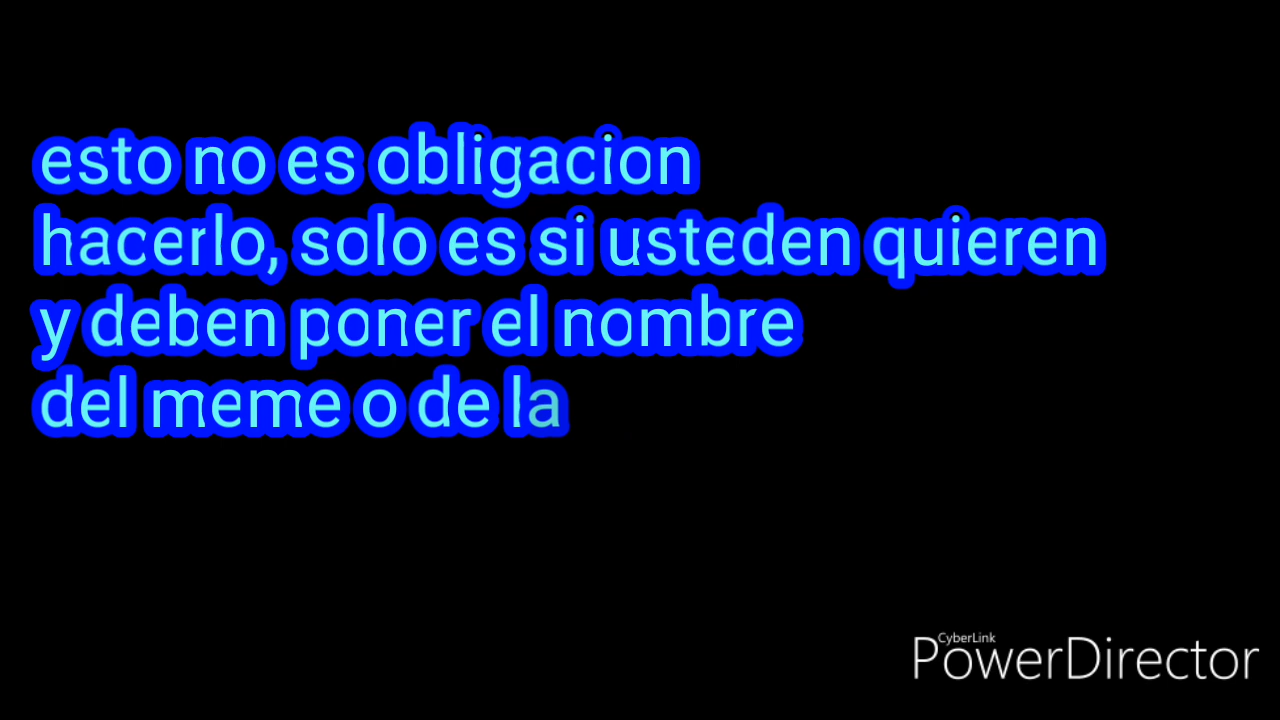 esto no es obligacion
hacerlo, solo es si usteden quieren
y deben poner el nombre
del meme o de la
CyberLink
PowerDirector